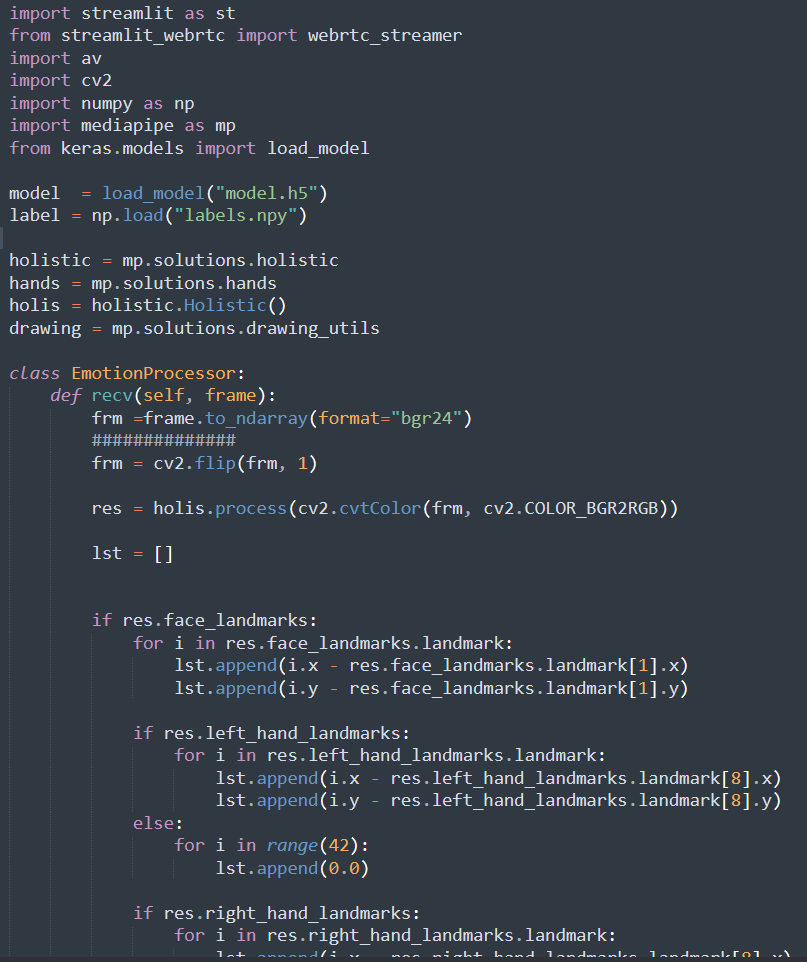 import streamlit as st
from streamlit_webrtc import webrtc_streamer
import av
import cv2
import numpy as np
import mediapipe as mp
from keras.models import load_model

model  = load_model("model.h5")
label = np.load("labels.npy")

holistic = mp.solutions.holistic
hands = mp.solutions.hands
holis = holistic.Holistic()
drawing = mp.solutions.drawing_utils

class EmotionProcessor:
    def recv(self, frame):
        frm =frame.to_ndarray(format="bgr24")
        ##############
        frm = cv2.flip(frm, 1)

        res = holis.process(cv2.cvtColor(frm, cv2.COLOR_BGR2RGB))

        lst = []


        if res.face_landmarks:
            for i in res.face_landmarks.landmark:
                lst.append(i.x - res.face_landmarks.landmark[1].x)
                lst.append(i.y - res.face_landmarks.landmark[1].y)

            if res.left_hand_landmarks:
                for i in res.left_hand_landmarks.landmark:
                    lst.append(i.x - res.left_hand_landmarks.landmark[8].x)
                    lst.append(i.y - res.left_hand_landmarks.landmark[8].y)
            else:
                for i in range(42):
                    lst.append(0.0)

            if res.right_hand_landmarks:
                for i in res.right_hand_landmarks.landmark:
                    lst.append(i.x - res.right_hand_landmarks.landmark[8].x)